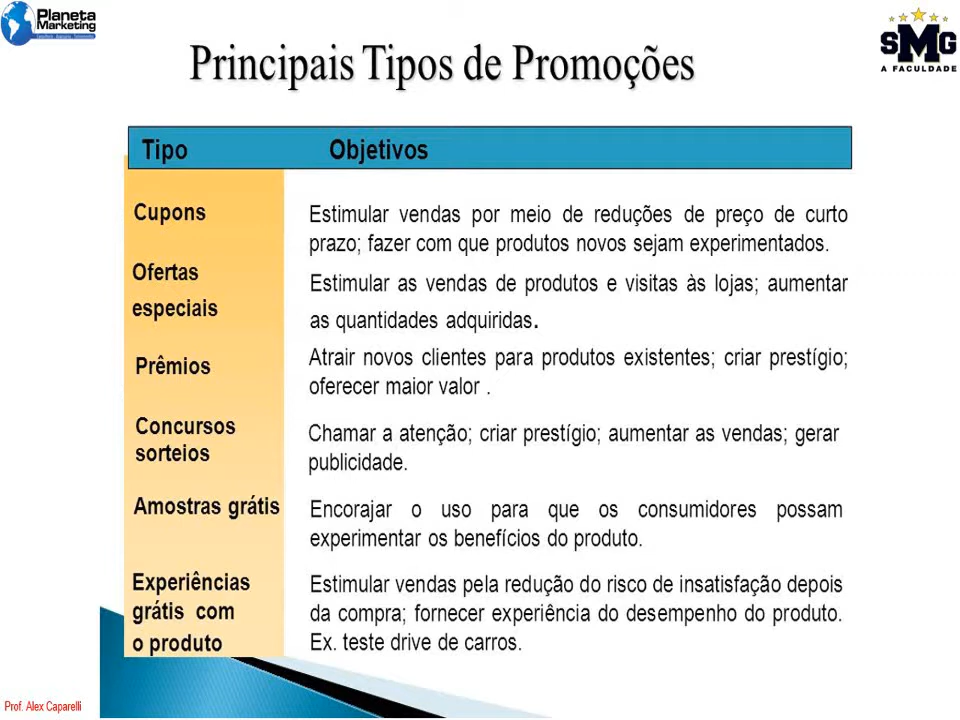 Planeta
Marketing
SMG
A FACULDADE
Principais Tipos de Promoções
Tipo Objetivos
Cupons
Estimular vendas por meio de reduções de preço de curto
prazo; fazer com que produtos novos sejam experimentados.
Ofertas
especiais
Estimular as vendas de produtos e visitas às lojas; aumentar
as quantidades adquiridas.
Prêmios
Atrair novos clientes para produtos existentes; criar prestígio;
oferecer maior valor .
Concursos
sorteios
Chamar a atenção; criar prestígio; aumentar as vendas; gerar
publicidade.
Amostras grátis
Encorajar o uso para que os consumidores possam
experimentar os benefícios do produto.
Experiências
grátis com
o produto
Estimular vendas pela redução do risco de insatisfação depois
da compra; fornecer experiência do desempenho do produto.
Ex. teste drive de carros.
Prof. Alex Caparelli